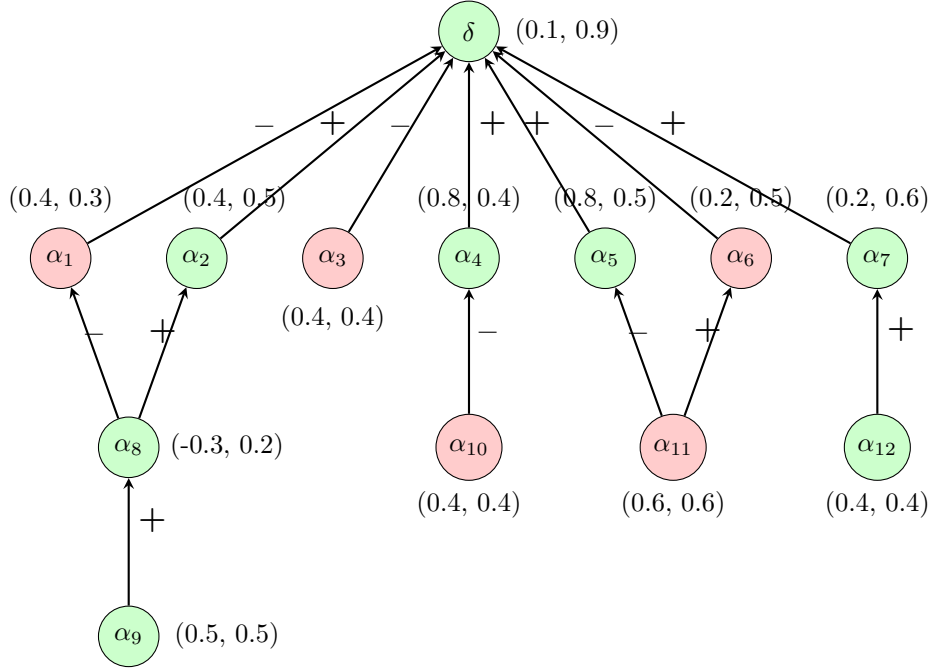 δ (0.1, 0.9)
− + − + + − +
(0.4, 0.3) (0.4, 0.5) (0.8, 0.4) (0.8, 0.5) (0.2, 0.5) (0.2, 0.6)
α₁ α₂ α₃ α₄ α₅ α₆ α₇
(0.4, 0.4)
− + − − + +
α₈ (-0.3, 0.2) α₁₀ α₁₁ α₁₂
(0.4, 0.4) (0.6, 0.6) (0.4, 0.4)
+
α₉ (0.5, 0.5)